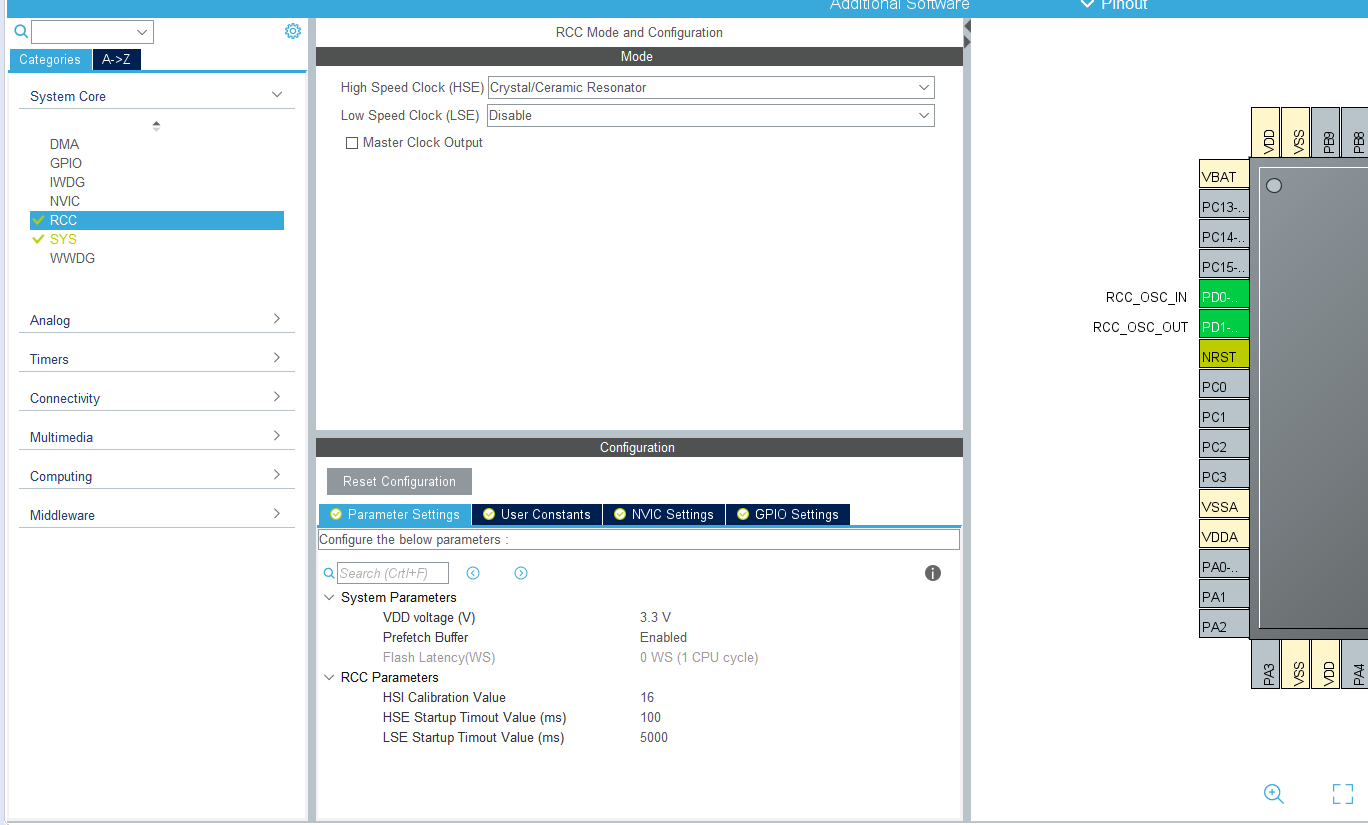 Additional Software
Pinout
RCC Mode and Configuration
Categories
A->Z
Mode
System Core
High Speed Clock (HSE)
Crystal/Ceramic Resonator
Low Speed Clock (LSE)
Disable
Master Clock Output
DMA
GPIO
IWDG
NVIC
RCC
SYS
WWDG
Analog
Timers
Connectivity
Multimedia
Computing
Middleware
Configuration
Reset Configuration
Parameter Settings
User Constants
NVIC Settings
GPIO Settings
Configure the below parameters :
Search (Crtl+F)
System Parameters
VDD voltage (V)
3.3 V
Prefetch Buffer
Enabled
Flash Latency(WS)
0 WS (1 CPU cycle)
RCC Parameters
HSI Calibration Value
16
HSE Startup Timout Value (ms)
100
LSE Startup Timout Value (ms)
5000
VDD
VSS
PB9
PB8
VBAT
PC13-..
PC14-..
PC15-..
RCC_OSC_IN
PD0-..
RCC_OSC_OUT
PD1-..
NRST
PC0
PC1
PC2
PC3
VSSA
VDDA
PA0-..
PA1
PA2
PA3
VSS
VDD
PA4